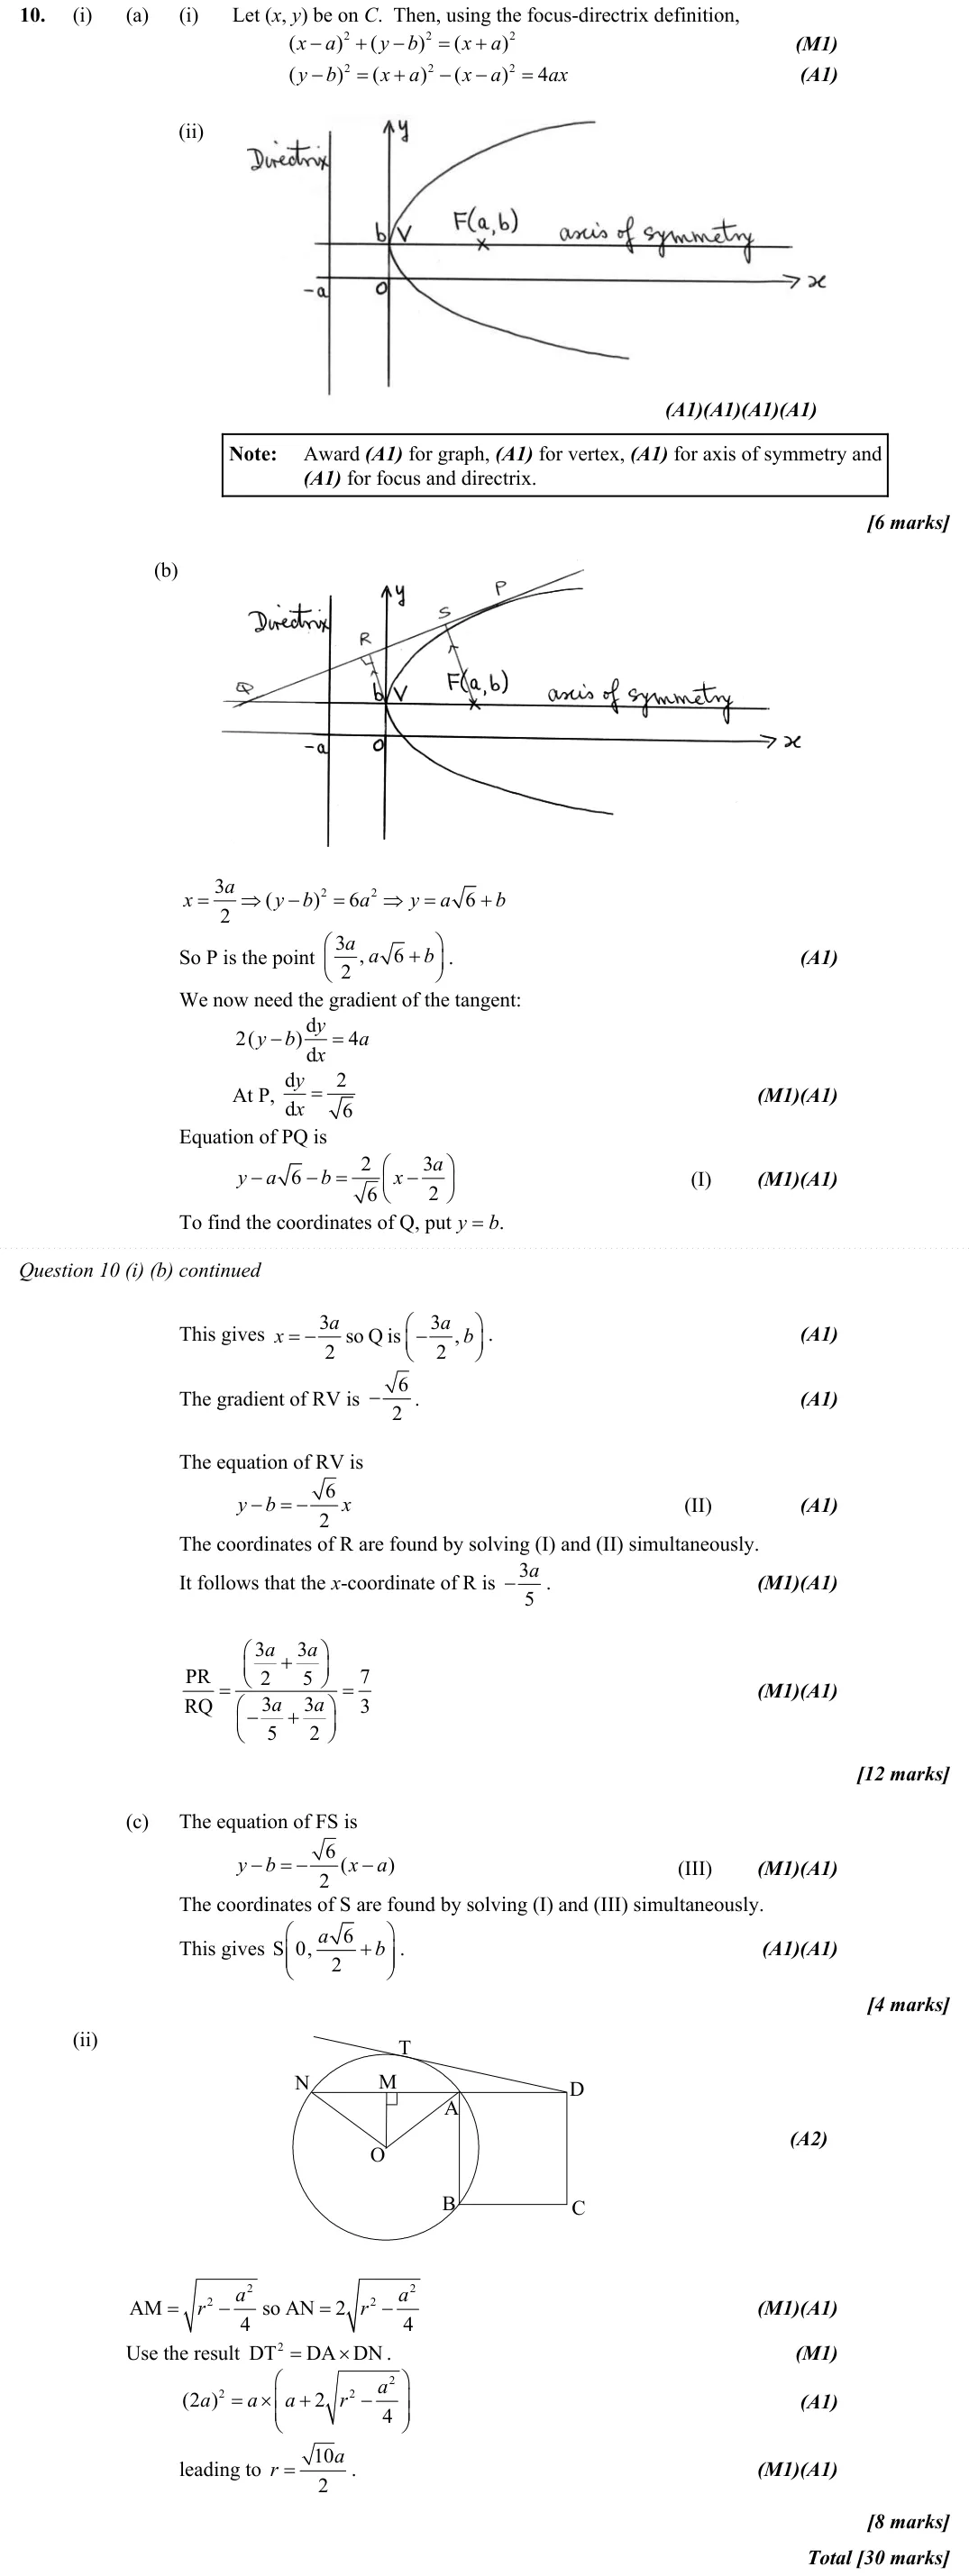 10. (i) (a) (i) Let (x, y) be on C. Then, using the focus-directrix definition,
(x − a)² + (y − b)² = (x + a)² (M1)
(y − b)² = (x + a)² − (x − a)² = 4ax (A1)
(ii)
Directrix
y
b V F(a, b) axis of symmetry
-a 0 x
(A1)(A1)(A1)(A1)
Note: Award (A1) for graph, (A1) for vertex, (A1) for axis of symmetry and
(A1) for focus and directrix.
[6 marks]
(b)
Directrix
y
P
S
R
Q b V F(a, b) axis of symmetry
-a 0 x
x = 3a/2 ⇒ (y − b)² = 6a² ⇒ y = a√6 + b
So P is the point (3a/2, a√6 + b). (A1)
We now need the gradient of the tangent:
2(y − b) dy/dx = 4a
At P, dy/dx = 2/√6 (M1)(A1)
Equation of PQ is
y − a√6 − b = 2/√6 (x − 3a/2) (I) (M1)(A1)
To find the coordinates of Q, put y = b.
Question 10 (i) (b) continued
This gives x = −3a/2 so Q is (−3a/2, b). (A1)
The gradient of RV is −√6/2. (A1)
The equation of RV is
y − b = −√6/2 x (II) (A1)
The coordinates of R are found by solving (I) and (II) simultaneously.
It follows that the x-coordinate of R is −3a/5. (M1)(A1)
PR/RQ = (3a/2 + 3a/5)/(−3a/5 + 3a/2) = 7/3 (M1)(A1)
[12 marks]
(c) The equation of FS is
y − b = −√6/2 (x − a) (III) (M1)(A1)
The coordinates of S are found by solving (I) and (III) simultaneously.
This gives S(0, a√6/2 + b). (A1)(A1)
[4 marks]
(ii)
T
N M D
A
O
B C
(A2)
AM = √(r² − a²/4) so AN = 2√(r² − a²/4) (M1)(A1)
Use the result DT² = DA × DN. (M1)
(2a)² = a × (a + 2√(r² − a²/4)) (A1)
leading to r = √10a/2. (M1)(A1)
[8 marks]
Total [30 marks]